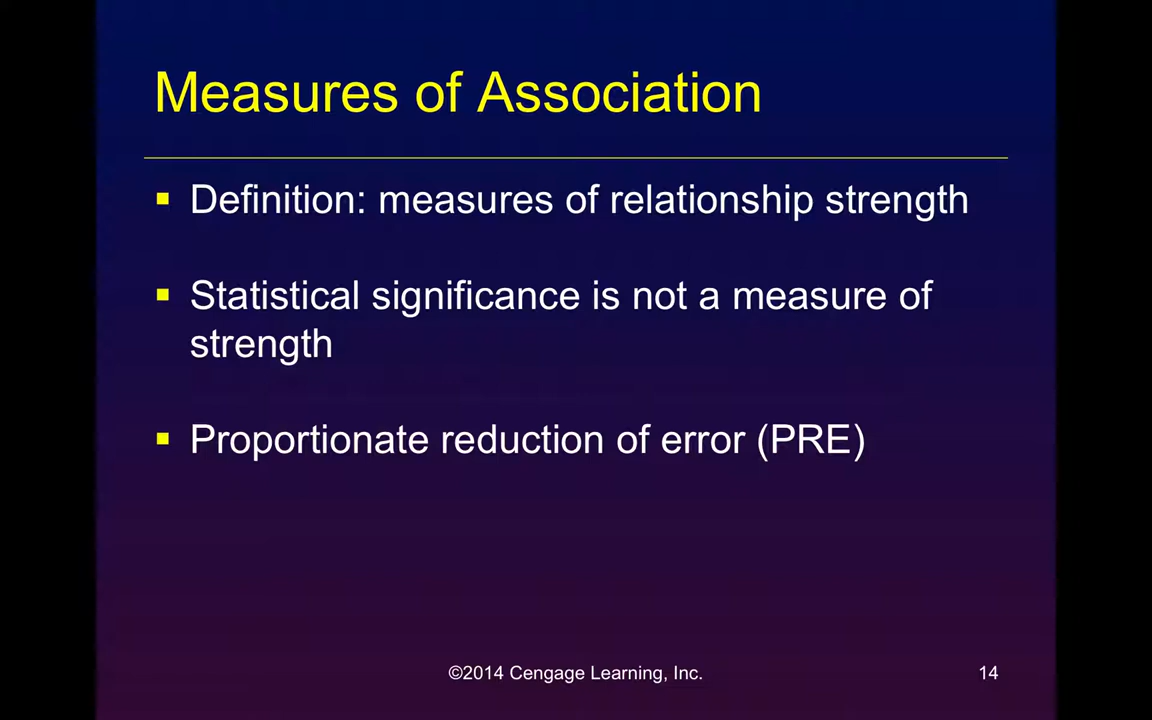 Measures of Association
▪ Definition: measures of relationship strength
▪ Statistical significance is not a measure of
strength
▪ Proportionate reduction of error (PRE)
©2014 Cengage Learning, Inc.
14